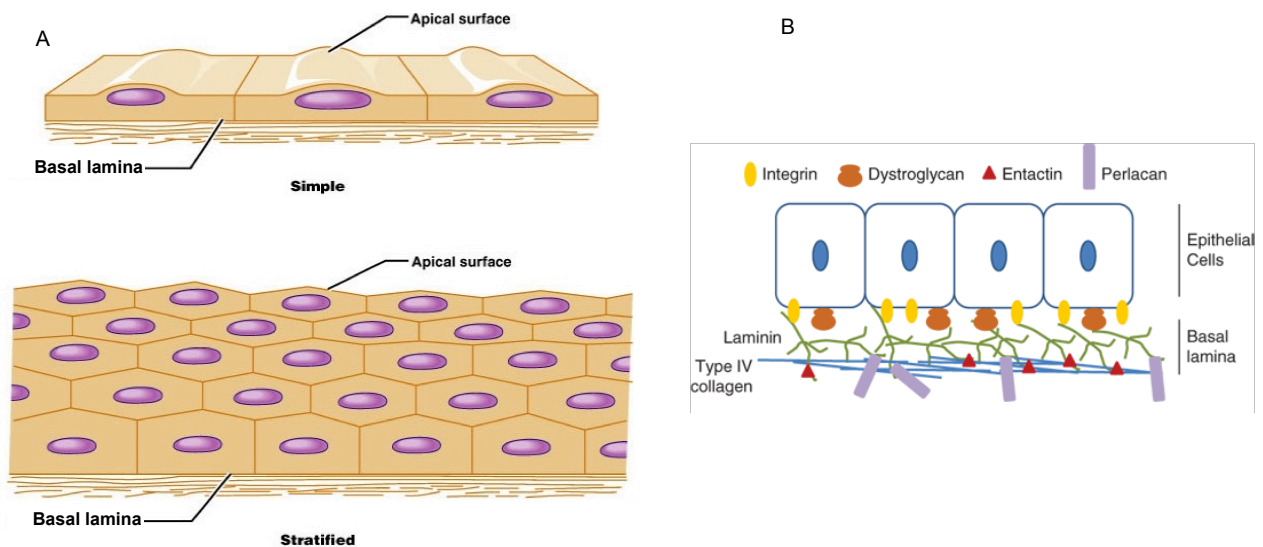 A
Apical surface
Basal lamina
Simple
Apical surface
Basal lamina
Stratified
B
Integrin
Dystroglycan
Entactin
Perlacan
Epithelial
Cells
Laminin
Basal
lamina
Type IV
collagen